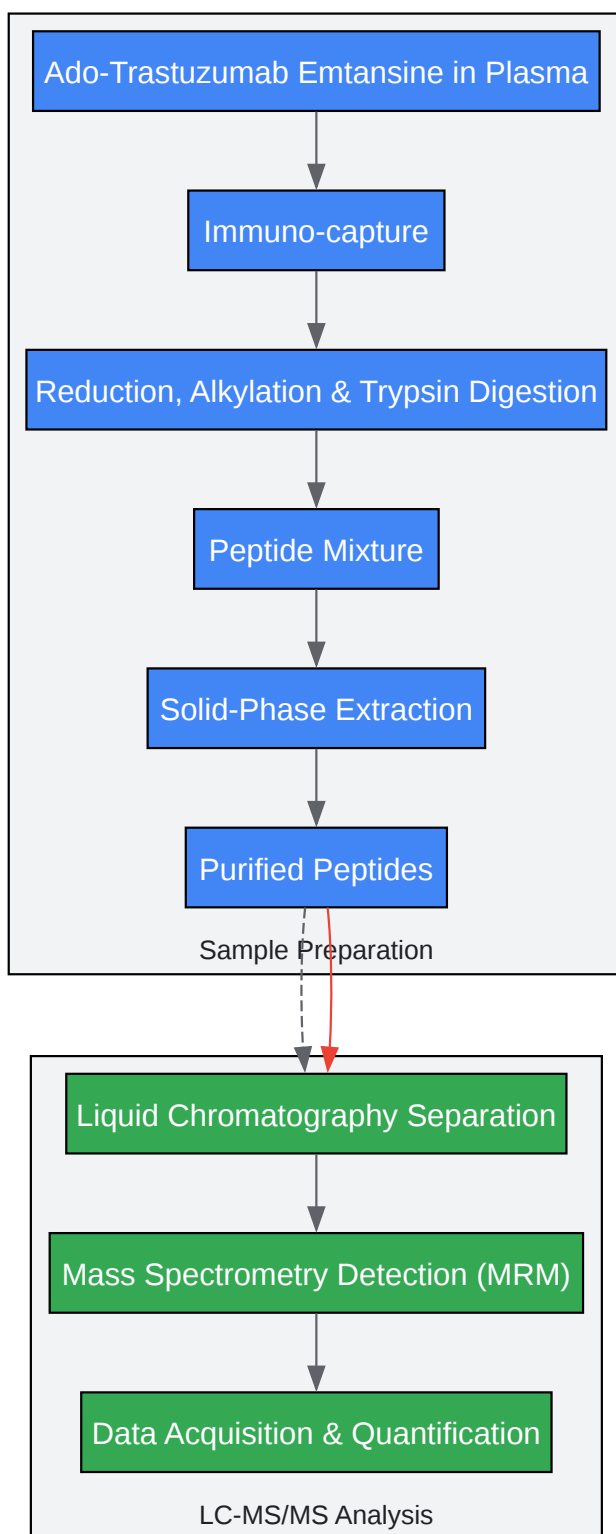 Ado-Trastuzumab Emtansine in Plasma
Immuno-capture
Reduction, Alkylation & Trypsin Digestion
Peptide Mixture
Solid-Phase Extraction
Purified Peptides
Sample Preparation
Liquid Chromatography Separation
Mass Spectrometry Detection (MRM)
Data Acquisition & Quantification
LC-MS/MS Analysis